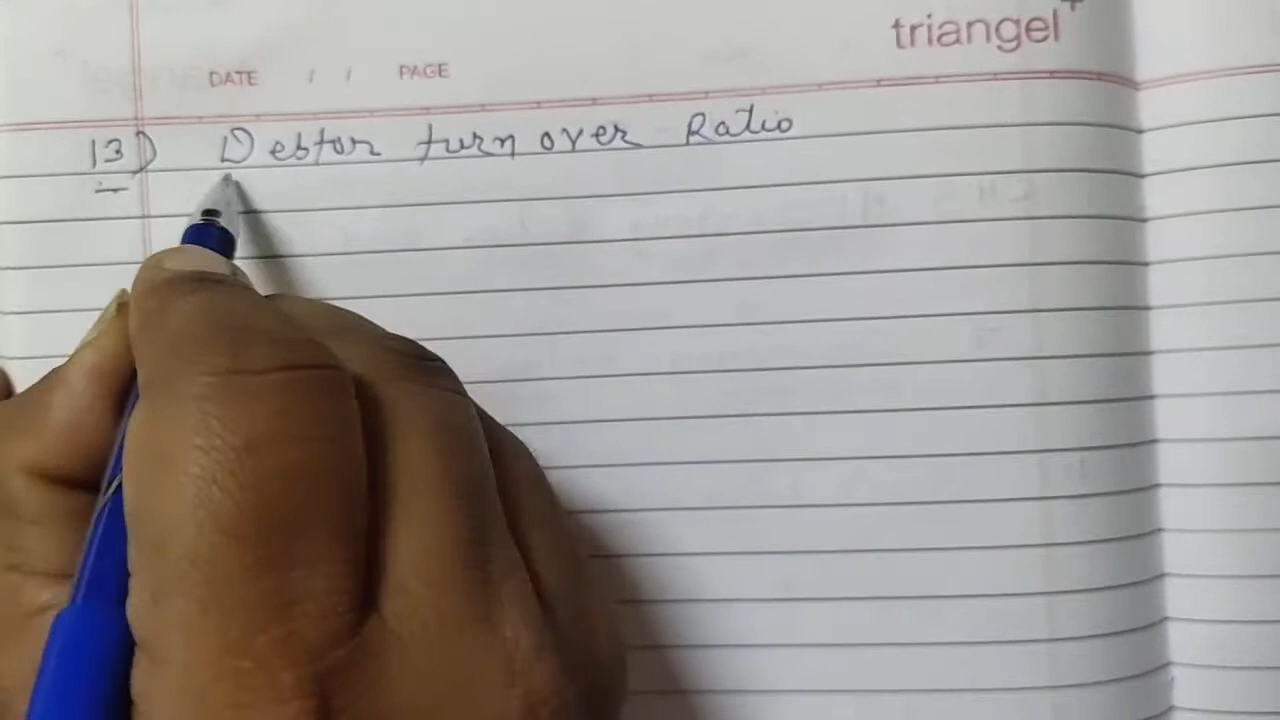 triangel+
DATE / / PAGE
13) Debtor turn over Ratio